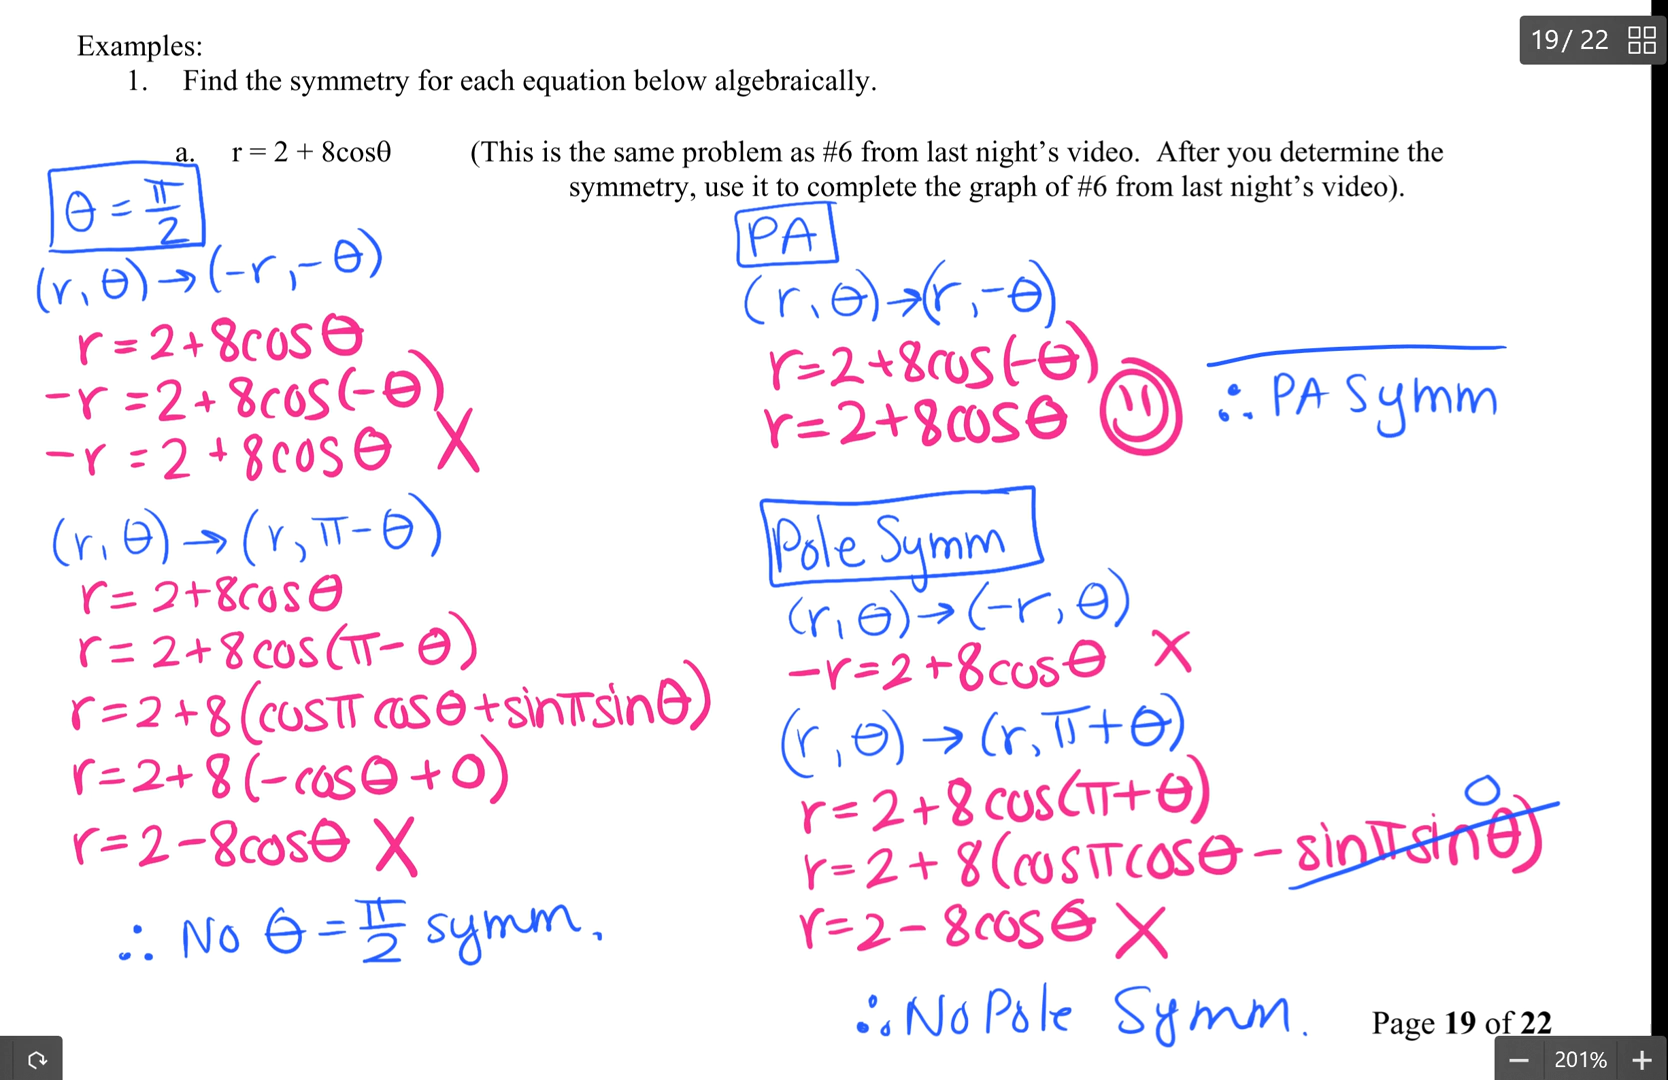 19/ 22
Examples:
1. Find the symmetry for each equation below algebraically.
a. r = 2 + 8cosθ (This is the same problem as #6 from last night’s video. After you determine the
symmetry, use it to complete the graph of #6 from last night’s video).
θ = π/2
(r, θ) → (-r, -θ)
r = 2 + 8cosθ
-r = 2 + 8cos(-θ)
-r = 2 + 8cosθ X
(r, θ) → (r, π-θ)
r = 2+8cosθ
r = 2+8cos(π-θ)
r = 2+8(cosπ cosθ + sinπ sinθ)
r = 2+8(-cosθ + 0)
r = 2-8cosθ X
∴ No θ = π/2 symm.
PA
(r, θ) → (r, -θ)
r = 2+8cos(-θ)
r = 2+8cosθ
∴ PA Symm
Pole Symm
(r, θ) → (-r, θ)
-r = 2+8cosθ X
(r, θ) → (r, π+θ)
r = 2+8cos(π+θ)
0
r = 2+8(cosπcosθ - sinπsinθ)
r = 2-8cosθ X
∴ No Pole Symm.
Page 19 of 22
201%